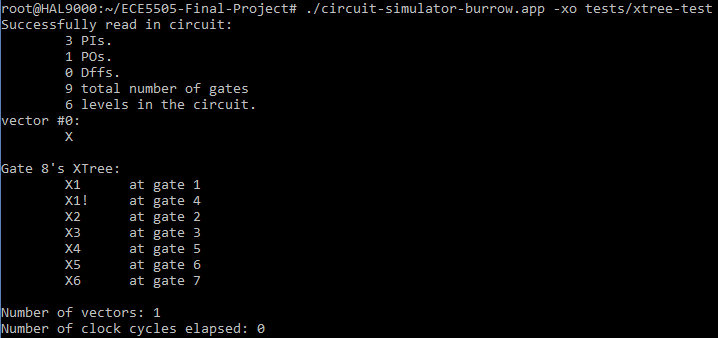 root@HAL9000:~/ECE5505-Final-Project# ./circuit-simulator-burrow.app -xo tests/xtree-test
Successfully read in circuit:
3 PIs.
1 POs.
0 Dffs.
9 total number of gates
6 levels in the circuit.
vector #0:
X
Gate 8's XTree:
X1 at gate 1
X1! at gate 4
X2 at gate 2
X3 at gate 3
X4 at gate 5
X5 at gate 6
X6 at gate 7
Number of vectors: 1
Number of clock cycles elapsed: 0